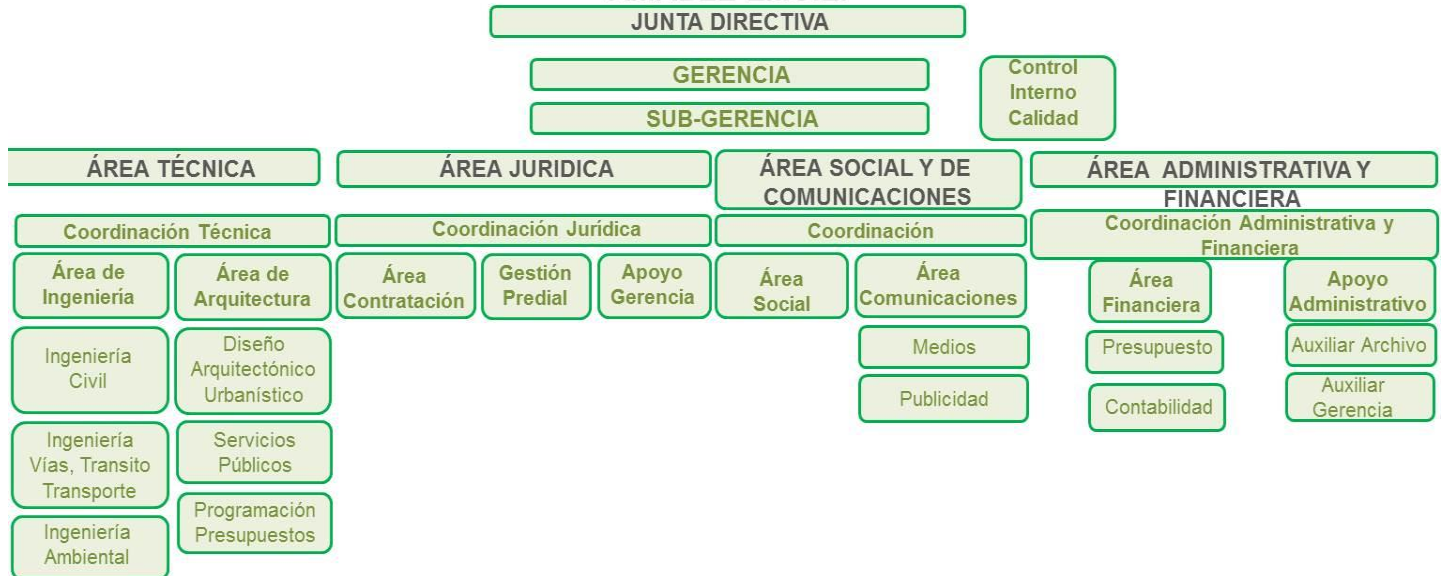 JUNTA DIRECTIVA
GERENCIA
SUB-GERENCIA
Control
Interno
Calidad
ÁREA TÉCNICA
ÁREA JURIDICA
ÁREA SOCIAL Y DE
COMUNICACIONES
ÁREA ADMINISTRATIVA Y
FINANCIERA
Coordinación Técnica
Coordinación Jurídica
Coordinación
Coordinación Administrativa y
Financiera
Área de
Ingeniería
Área de
Arquitectura
Área
Contratación
Gestión
Predial
Apoyo
Gerencia
Área
Social
Área
Comunicaciones
Área
Financiera
Apoyo
Administrativo
Ingeniería
Civil
Diseño
Arquitectónico
Urbanístico
Medios
Presupuesto
Auxiliar Archivo
Publicidad
Contabilidad
Auxiliar
Gerencia
Ingeniería
Vías, Transito
Transporte
Servicios
Públicos
Ingeniería
Ambiental
Programación
Presupuestos